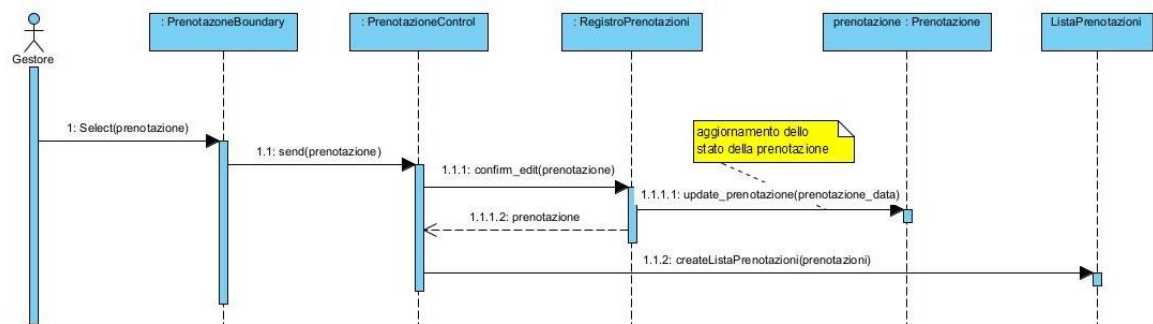 : PrenotazoneBoundary
: PrenotazioneControl
: RegistroPrenotazioni
prenotazione : Prenotazione
ListaPrenotazioni
Gestore
1: Select(prenotazione)
aggiornamento dello
stato della prenotazione
1.1: send(prenotazione)
1.1.1: confirm_edit(prenotazione)
1.1.1.1: update_prenotazione(prenotazione_data)
1.1.1.2: prenotazione
1.1.2: createListaPrenotazioni(prenotazioni)